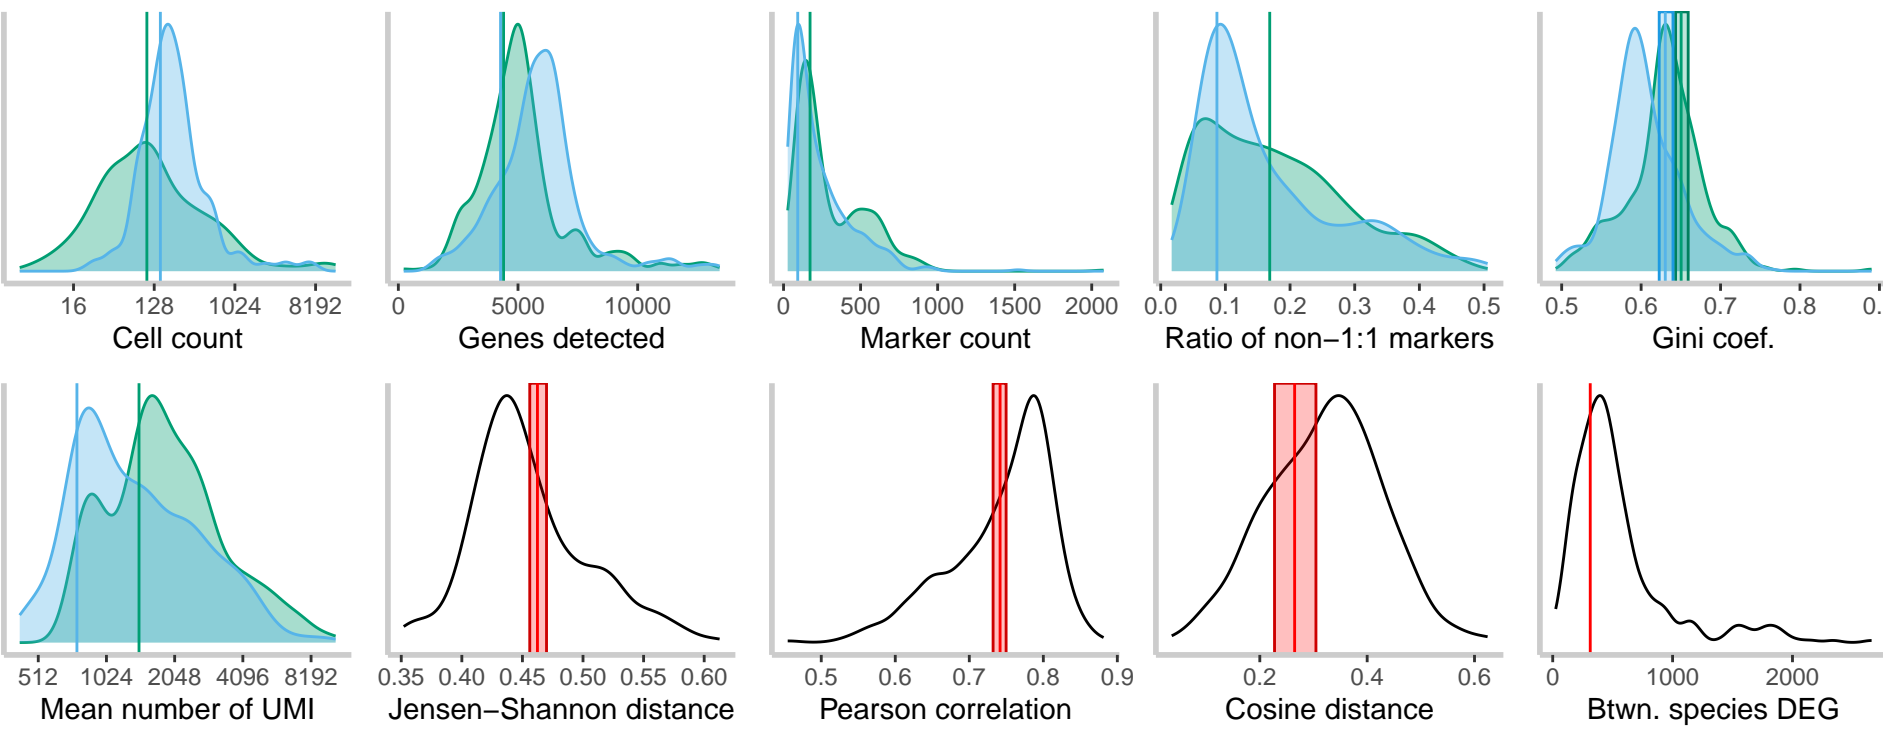 16 128 1024 8192
Cell count
0 5000 10000
Genes detected
0 500 1000 1500 2000
Marker count
0.0 0.1 0.2 0.3 0.4 0.5
Ratio of non−1:1 markers
0.5 0.6 0.7 0.8 0.
Gini coef.
512 1024 2048 4096 8192
Mean number of UMI
0.35 0.40 0.45 0.50 0.55 0.60
Jensen−Shannon distance
0.5 0.6 0.7 0.8 0.9
Pearson correlation
0.2 0.4 0.6
Cosine distance
0 1000 2000
Btwn. species DEG